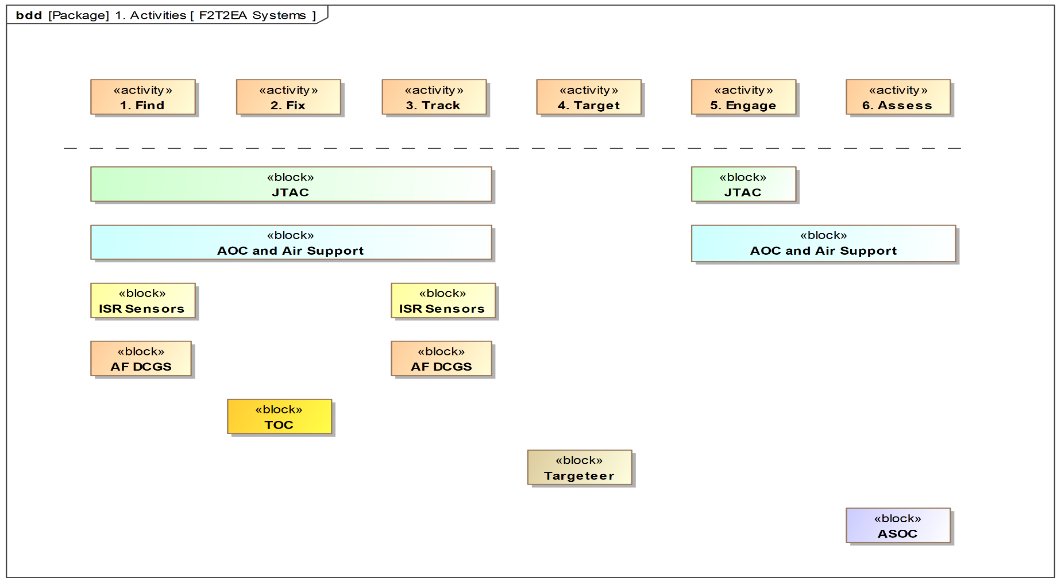 bdd [Package] 1. Activities [ F2T2EA Systems ]
«activity»
1. Find
«activity»
2. Fix
«activity»
3. Track
«activity»
4. Target
«activity»
5. Engage
«activity»
6. Assess
«block»
JTAC
«block»
JTAC
«block»
AOC and Air Support
«block»
AOC and Air Support
«block»
ISR Sensors
«block»
ISR Sensors
«block»
AF DCGS
«block»
AF DCGS
«block»
TOC
«block»
Targeteer
«block»
ASOC